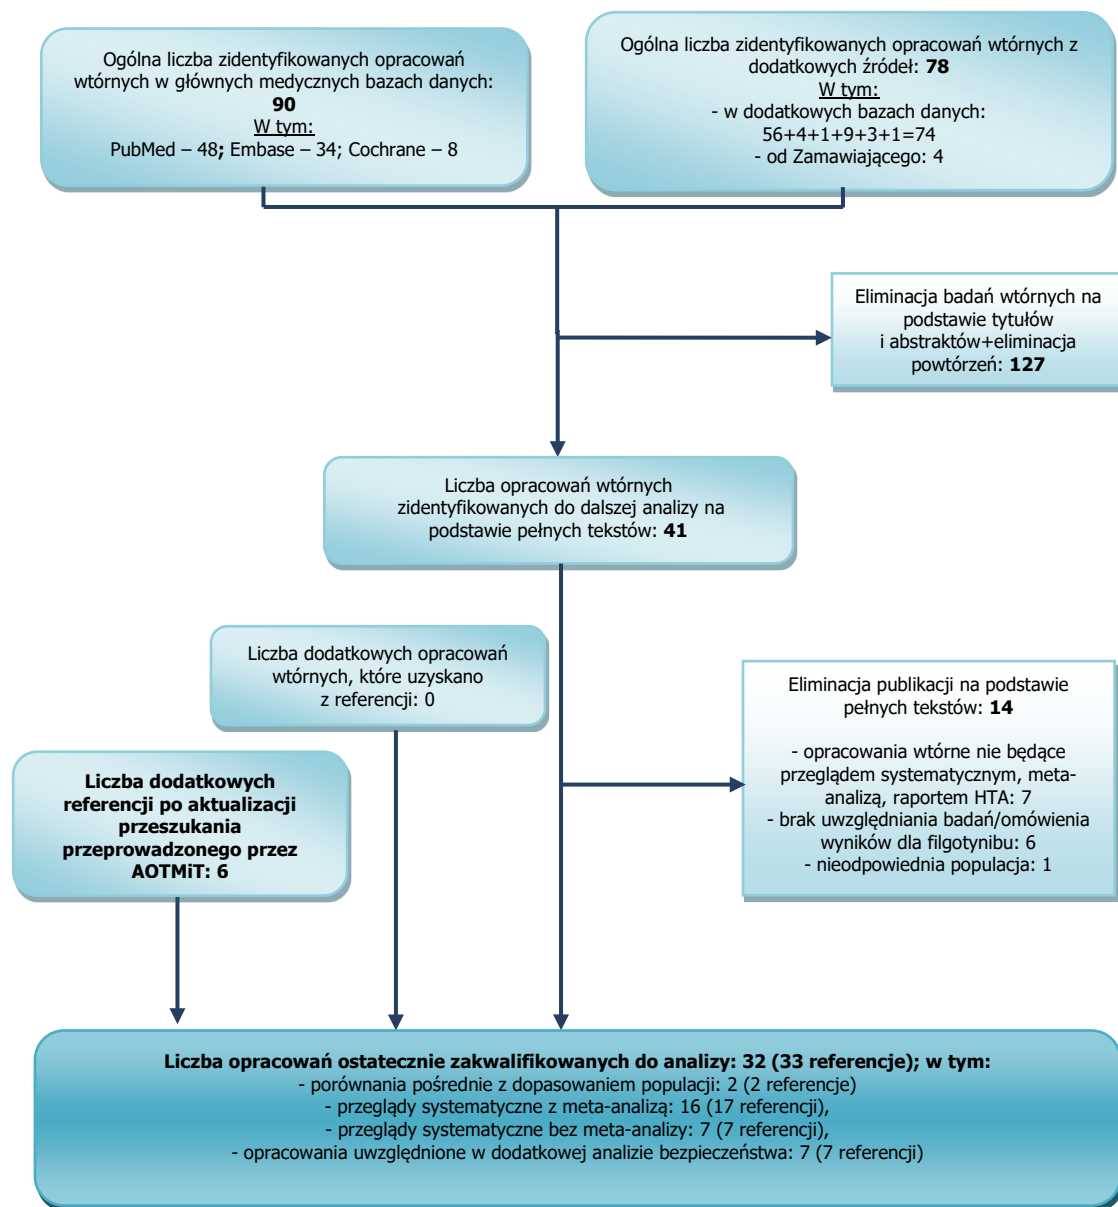 Ogólna liczba zidentyfikowanych opracowań
wtórnych w głównych medycznych bazach danych:
90
W tym:
PubMed – 48; Embase – 34; Cochrane – 8
Ogólna liczba zidentyfikowanych opracowań wtórnych z
dodatkowych źródeł: 78
W tym:
- w dodatkowych bazach danych:
56+4+1+9+3+1=74
- od Zamawiającego: 4
Eliminacja badań wtórnych na
podstawie tytułów
i abstraktów+eliminacja
powtórzeń: 127
Liczba opracowań wtórnych
zidentyfikowanych do dalszej analizy na
podstawie pełnych tekstów: 41
Liczba dodatkowych opracowań
wtórnych, które uzyskano
z referencji: 0
Eliminacja publikacji na podstawie
pełnych tekstów: 14
- opracowania wtórne nie będące
przeglądem systematycznym, meta-
analizą, raportem HTA: 7
- brak uwzględniania badań/omówienia
wyników dla filgotynibu: 6
- nieodpowiednia populacja: 1
Liczba dodatkowych
referencji po aktualizacji
przeszukania
przeprowadzonego przez
AOTMiT: 6
Liczba opracowań ostatecznie zakwalifikowanych do analizy: 32 (33 referencje); w tym:
- porównania pośrednie z dopasowaniem populacji: 2 (2 referencje)
- przeglądy systematyczne z meta-analizą: 16 (17 referencji),
- przeglądy systematyczne bez meta-analizy: 7 (7 referencji),
- opracowania uwzględnione w dodatkowej analizie bezpieczeństwa: 7 (7 referencji)